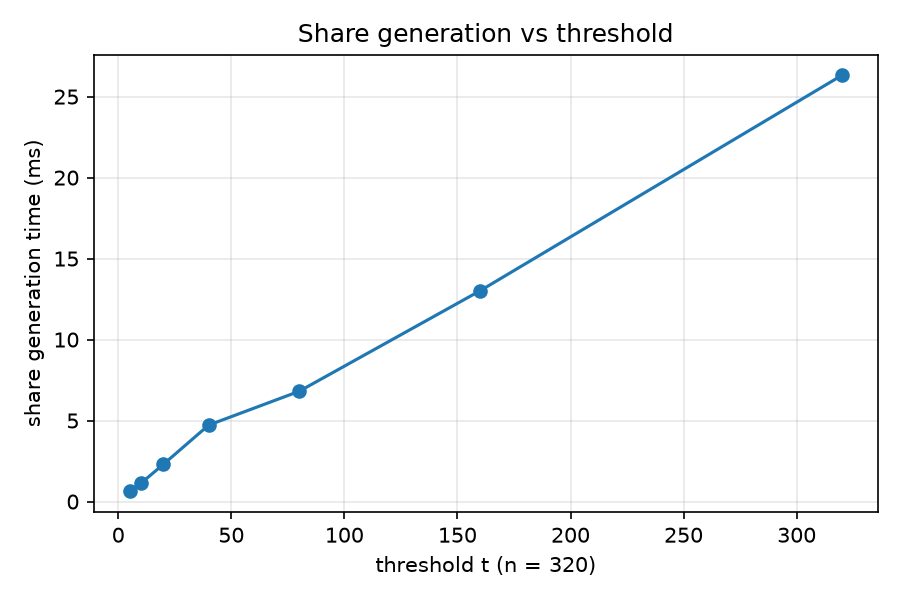 Share generation vs threshold
share generation time (ms)
25
20
15
10
5
0
0 50 100 150 200 250 300
threshold t (n = 320)